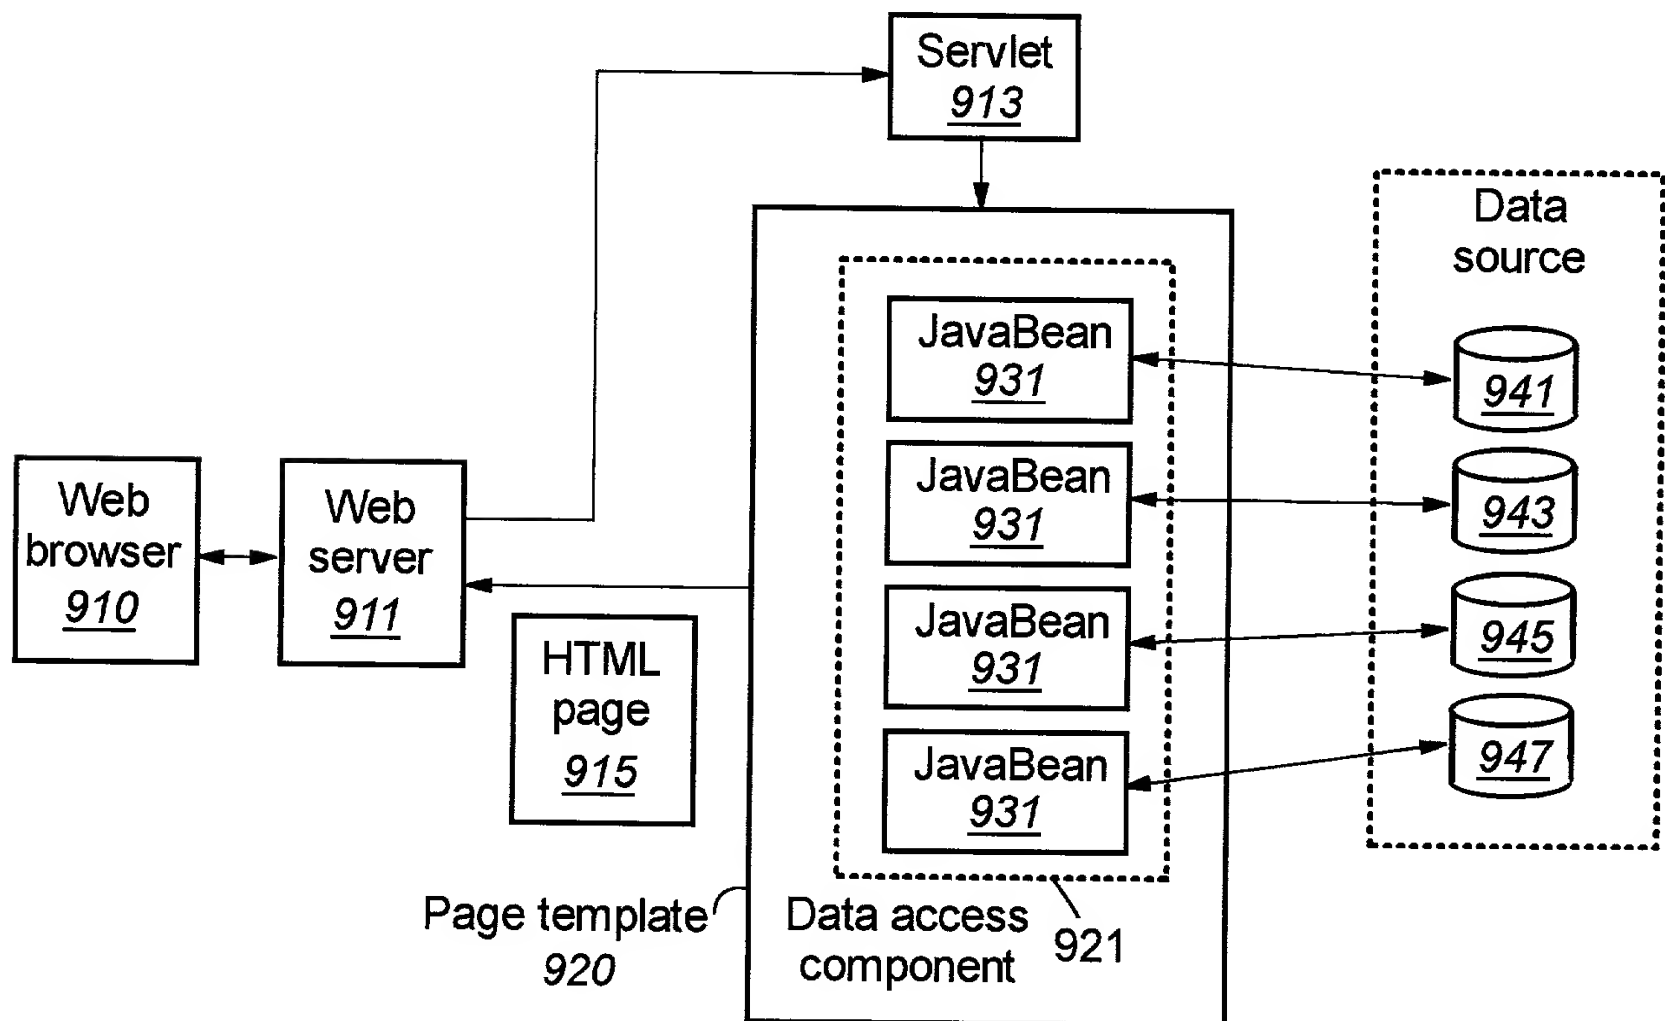 Servlet
913
Data
source
JavaBean
931
941
JavaBean
931
943
Web
browser
910
Web
server
911
JavaBean
931
945
HTML
page
915
JavaBean
931
947
Page template
920
Data access
component
921